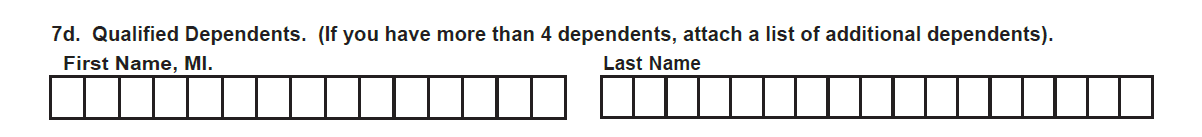 7d. Qualified Dependents. (If you have more than 4 dependents, attach a list of additional dependents).
First Name, MI. Last Name